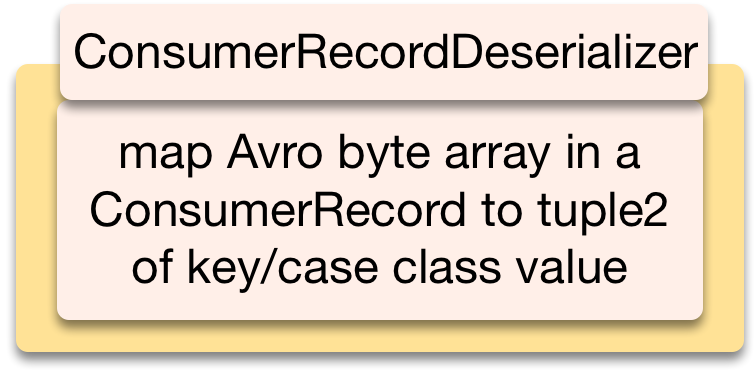 ConsumerRecordDeserializer
map Avro byte array in a
ConsumerRecord to tuple2
of key/case class value